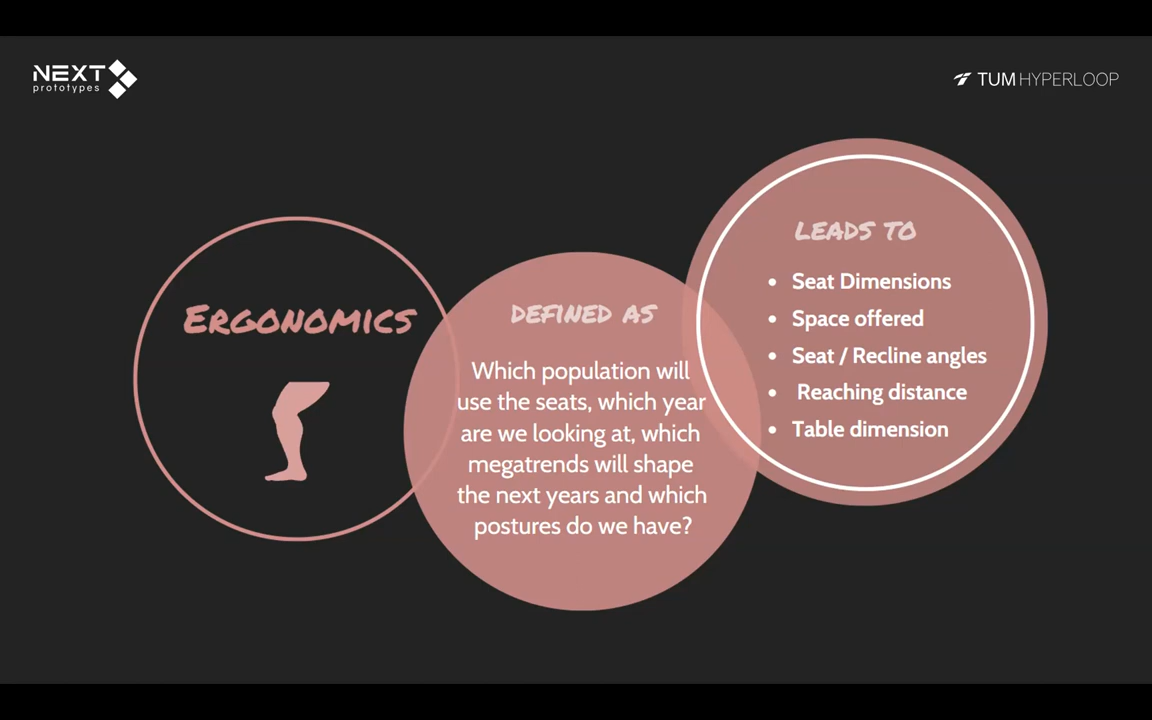 NEXT
prototypes
TUM HYPERLOOP
ERGONOMICS
DEFINED AS
Which population will
use the seats, which year
are we looking at, which
megatrends will shape
the next years and which
postures do we have?
LEADS TO
• Seat Dimensions
• Space offered
• Seat / Recline angles
• Reaching distance
• Table dimension